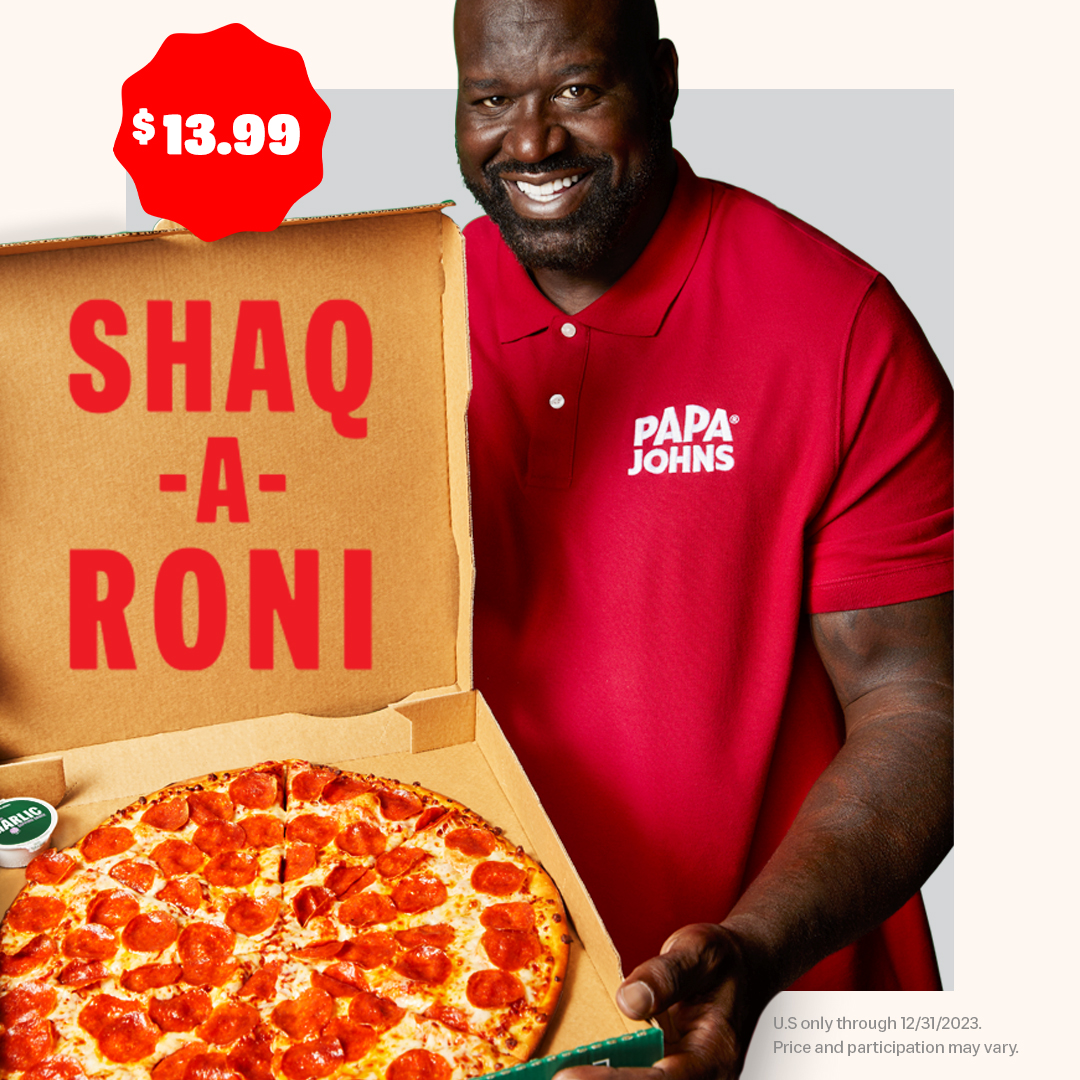 $13.99
SHAQ
-A-
RONI
PAPA®
JOHNS
GARLIC
U.S only through 12/31/2023.
Price and participation may vary.